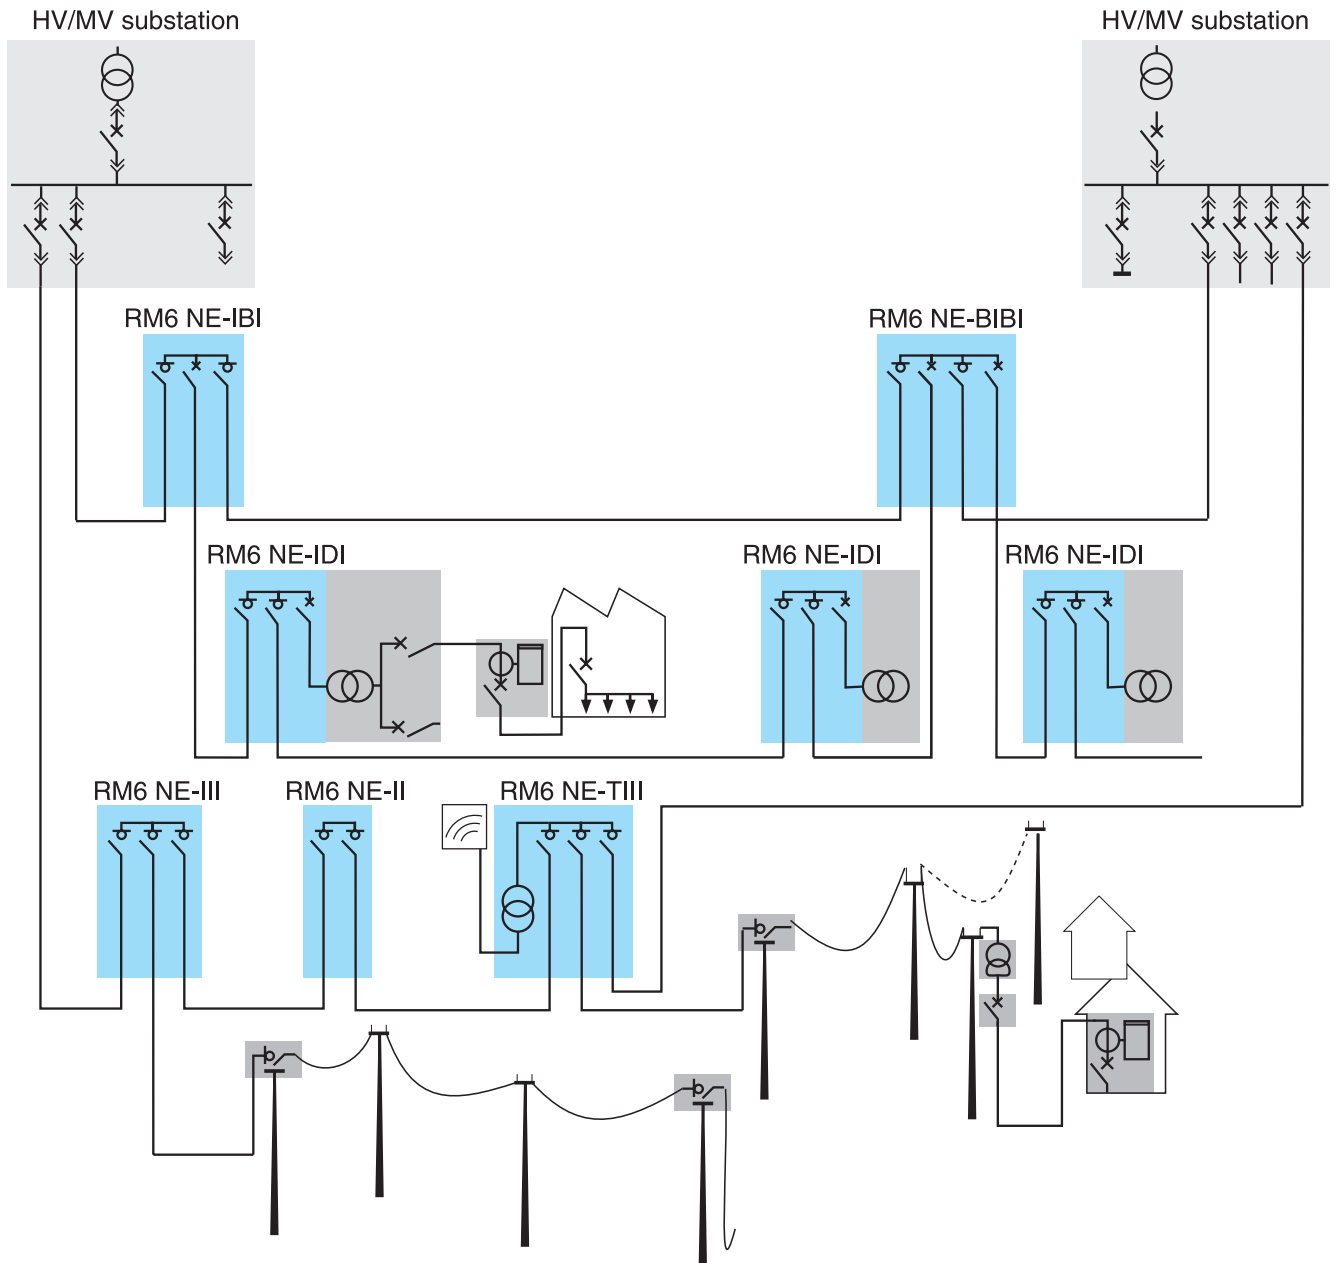 HV/MV substation
HV/MV substation
RM6 NE-IBI
RM6 NE-BIBI
RM6 NE-IDI
RM6 NE-IDI
RM6 NE-IDI
RM6 NE-III
RM6 NE-II
RM6 NE-TIII